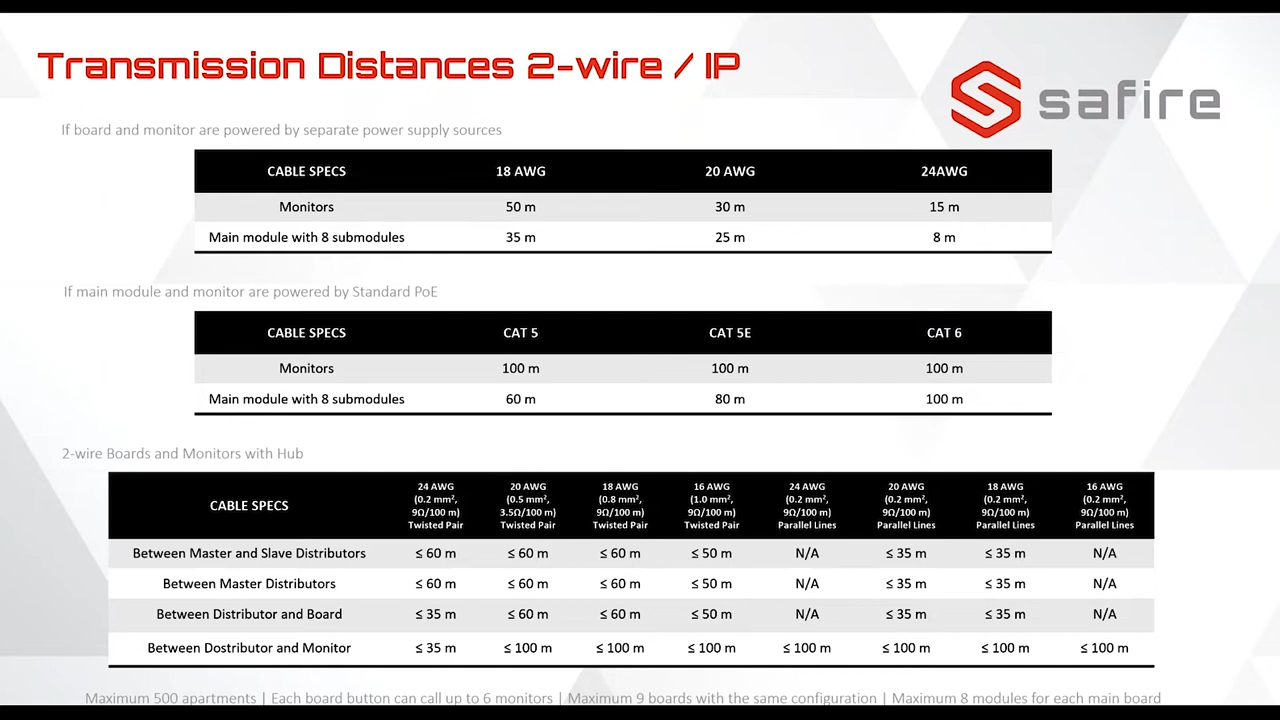 Transmission Distances 2-wire / IP
safire
If board and monitor are powered by separate power supply sources
CABLE SPECS 18 AWG 20 AWG 24AWG
Monitors 50 m 30 m 15 m
Main module with 8 submodules 35 m 25 m 8 m
If main module and monitor are powered by Standard PoE
CABLE SPECS CAT 5 CAT 5E CAT 6
Monitors 100 m 100 m 100 m
Main module with 8 submodules 60 m 80 m 100 m
2-wire Boards and Monitors with Hub
24 AWG 20 AWG 18 AWG 16 AWG 24 AWG 20 AWG 18 AWG 16 AWG
(0.2 mm², (0.5 mm², (0.8 mm², (1.0 mm², (0.2 mm², (0.2 mm², (0.2 mm², (0.2 mm²,
CABLE SPECS
9Ω/100 m) 3.5Ω/100 m) 9Ω/100 m) 9Ω/100 m) 9Ω/100 m) 9Ω/100 m) 9Ω/100 m) 9Ω/100 m)
Twisted Pair Twisted Pair Twisted Pair Twisted Pair Parallel Lines Parallel Lines Parallel Lines Parallel Lines
Between Master and Slave Distributors ≤ 60 m ≤ 60 m ≤ 60 m ≤ 50 m N/A ≤ 35 m ≤ 35 m N/A
Between Master Distributors ≤ 60 m ≤ 60 m ≤ 60 m ≤ 50 m N/A ≤ 35 m ≤ 35 m N/A
Between Distributor and Board ≤ 35 m ≤ 60 m ≤ 60 m ≤ 50 m N/A ≤ 35 m ≤ 35 m N/A
Between Dostributor and Monitor ≤ 35 m ≤ 100 m ≤ 100 m ≤ 100 m ≤ 100 m ≤ 100 m ≤ 100 m ≤ 100 m
Maximum 500 apartments | Each board button can call up to 6 monitors | Maximum 9 boards with the same configuration | Maximum 8 modules for each main board